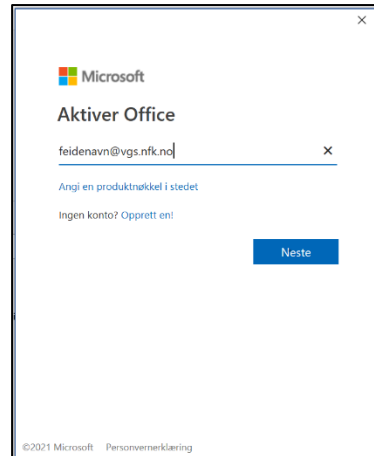 Microsoft
Aktiver Office
feidenavn@vgs.nfk.no
Angi en produktnøkkel i stedet
Ingen konto? Opprett en!
Neste
©2021 Microsoft Personvernerklæring